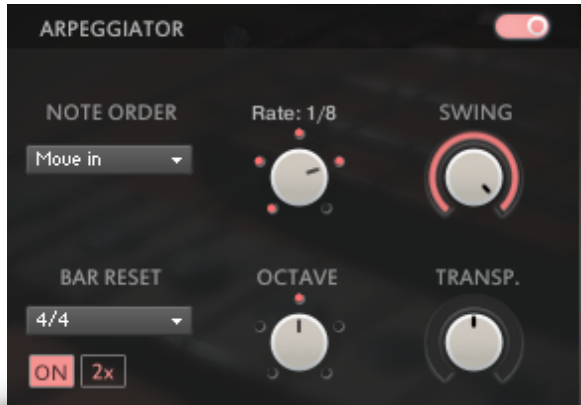 ARPEGGIATOR
NOTE ORDER
Rate: 1/8
SWING
Move in
BAR RESET
OCTAVE
TRANSP.
4/4
ON
2x